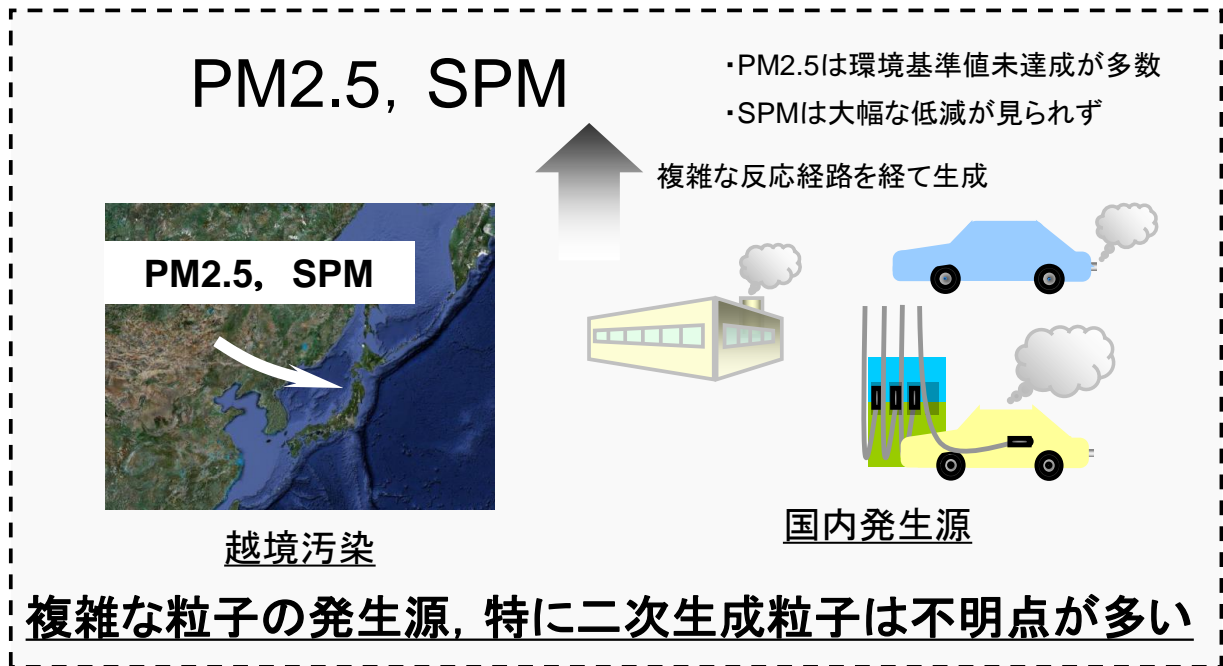 PM2.5, SPM
・PM2.5は環境基準値未達成が多数
・SPMは大幅な低減が見られず
複雑な反応経路を経て生成
PM2.5, SPM
越境汚染
国内発生源
複雑な粒子の発生源, 特に二次生成粒子は不明点が多い